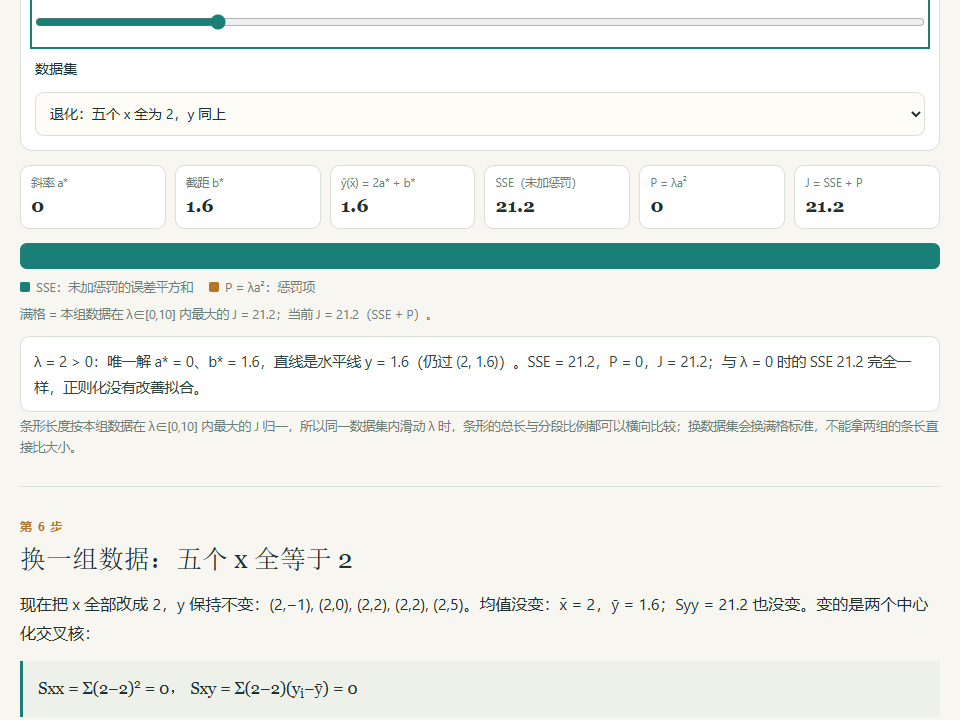 数据集
退化：五个 x 全为 2，y 同上
斜率 a*
0
截距 b*
1.6
ŷ(x̄) = 2a* + b*
1.6
SSE（未加惩罚）
21.2
P = λa²
0
J = SSE + P
21.2
SSE：未加惩罚的误差平方和 P = λa²：惩罚项
满格 = 本组数据在 λ∈[0,10] 内最大的 J = 21.2；当前 J = 21.2（SSE + P）。
λ = 2 > 0：唯一解 a* = 0、b* = 1.6，直线是水平线 y = 1.6（仍过 (2, 1.6)）。SSE = 21.2，P = 0，J = 21.2；与 λ = 0 时的 SSE 21.2 完全一
样，正则化没有改善拟合。
条形长度按本组数据在 λ∈[0,10] 内最大的 J 归一，所以同一数据集内滑动 λ 时，条形的总长与分段比例都可以横向比较；换数据集会换满格标准，不能拿两组的条长直
接比大小。
第 6 步
换一组数据：五个 x 全等于 2
现在把 x 全部改成 2，y 保持不变：(2,−1), (2,0), (2,2), (2,2), (2,5)。均值没变：x̄ = 2，ȳ = 1.6；Syy = 21.2 也没变。变的是两个中心
化交叉核：
Sxx = Σ(2−2)² = 0， Sxy = Σ(2−2)(yᵢ−ȳ) = 0